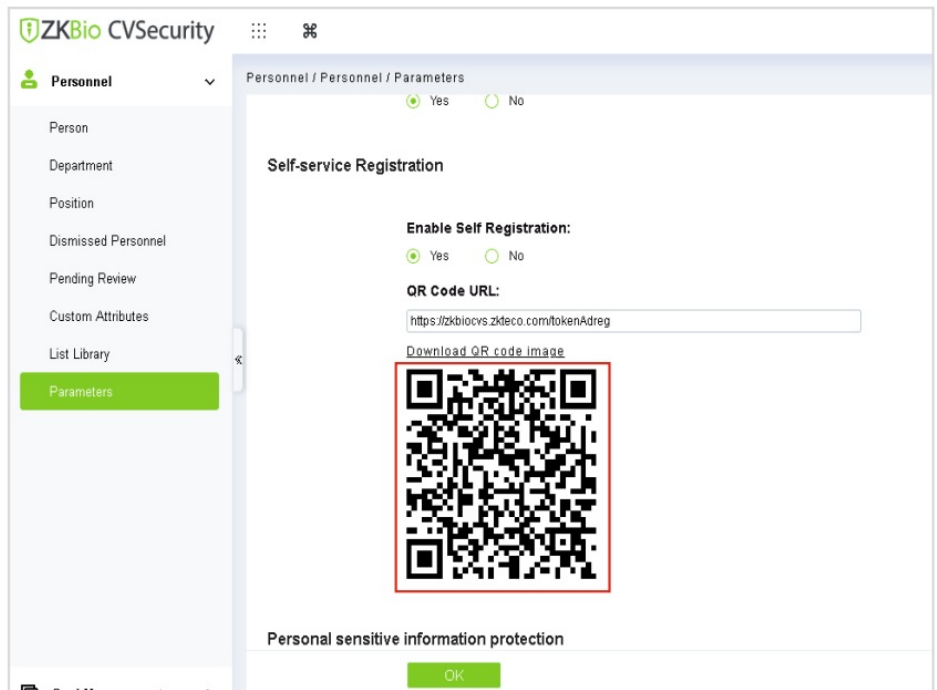 ZKBio CVSecurity
Personnel
Person
Department
Position
Dismissed Personnel
Pending Review
Custom Attributes
List Library
Parameters
Personnel / Personnel / Parameters
Yes No
Self-service Registration
Enable Self Registration:
Yes No
QR Code URL:
https://zkbiocvs.zkteco.com/tokenAdreg
Download QR code image
Personal sensitive information protection
OK